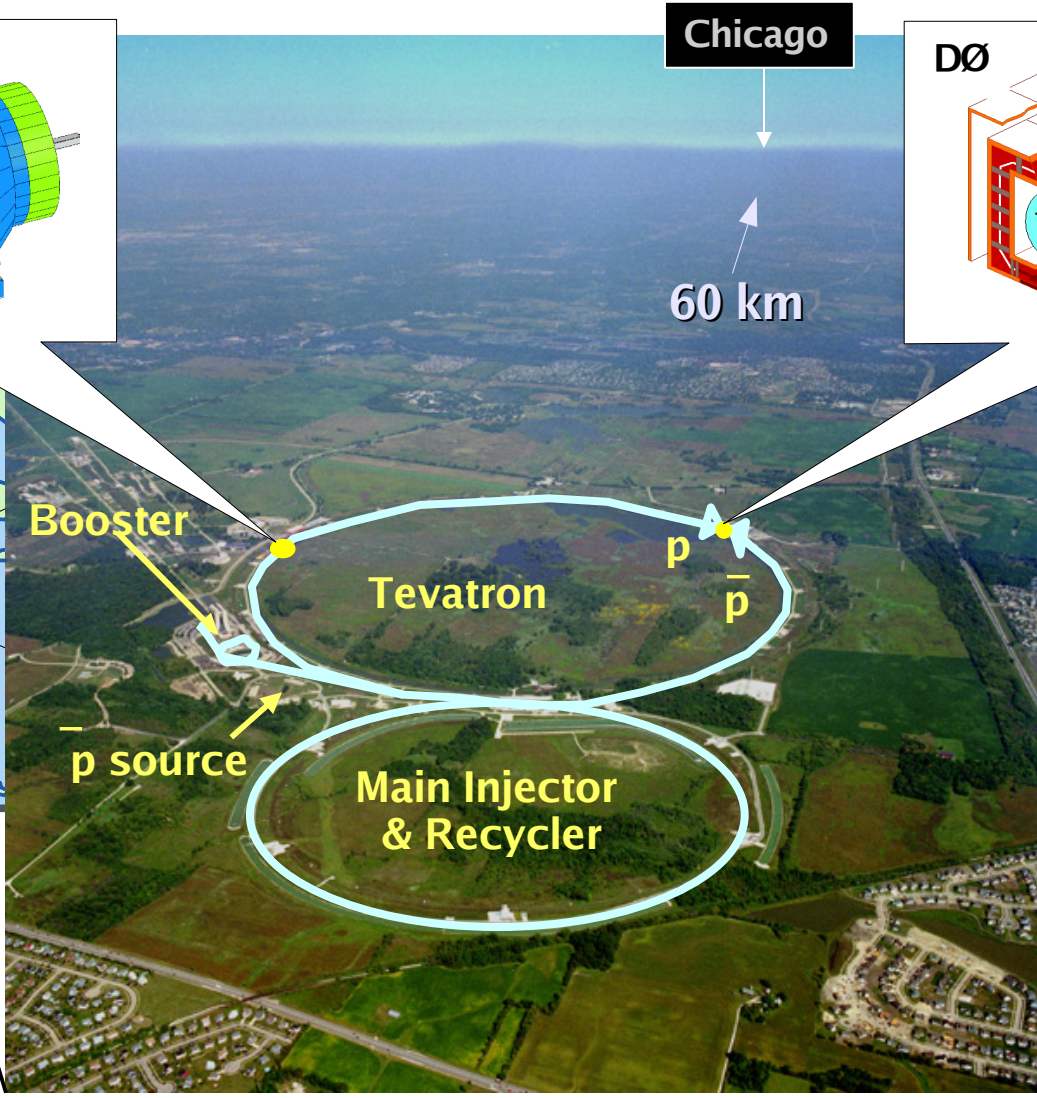 Chicago
DØ
60 km
Booster
p
p̅
Tevatron
p̅ source
Main Injector
& Recycler